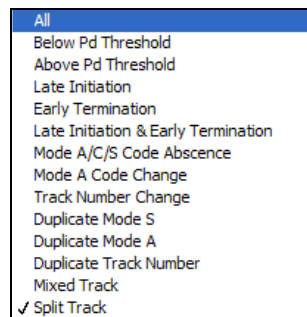 All
Below Pd Threshold
Above Pd Threshold
Late Initiation
Early Termination
Late Initiation & Early Termination
Mode A/C/S Code Abscence
Mode A Code Change
Track Number Change
Duplicate Mode S
Duplicate Mode A
Duplicate Track Number
Mixed Track
✓ Split Track